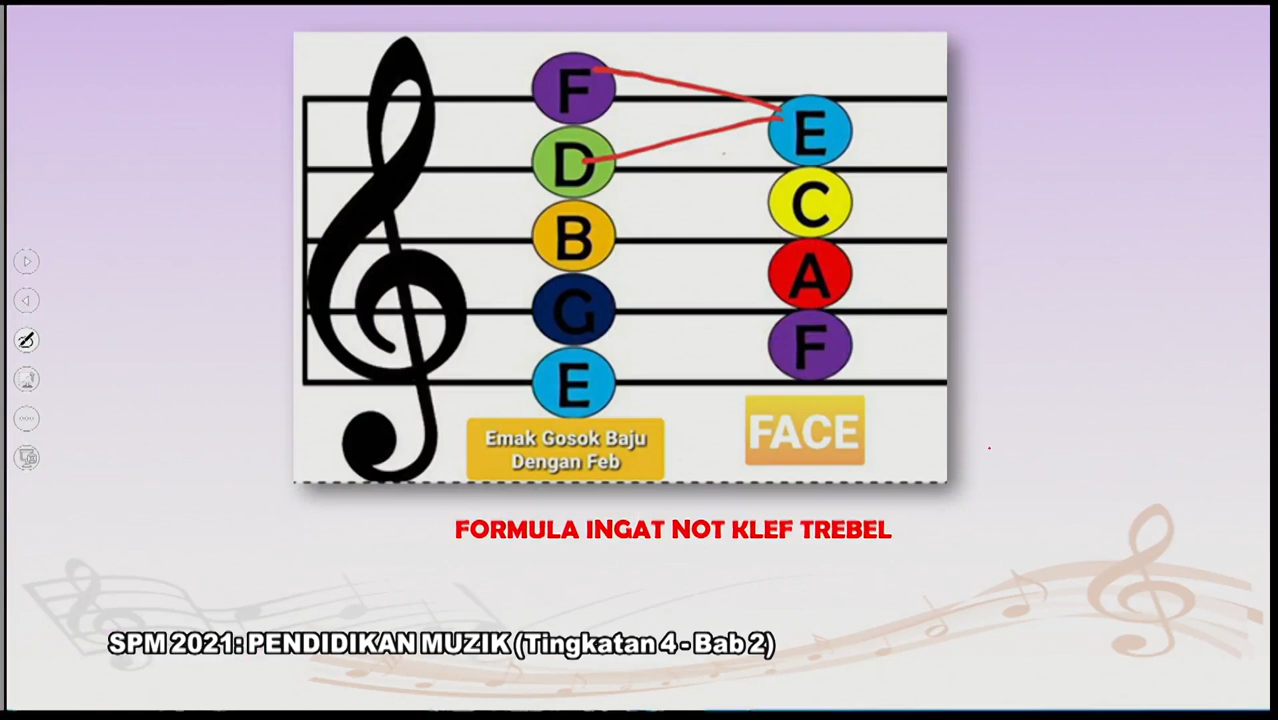 F
D
B
G
E
E
C
A
F
Emak Gosok Baju
Dengan Feb
FACE
FORMULA INGAT NOT KLEF TREBEL
SPM 2021: PENDIDIKAN MUZIK (Tingkatan 4 - Bab 2)